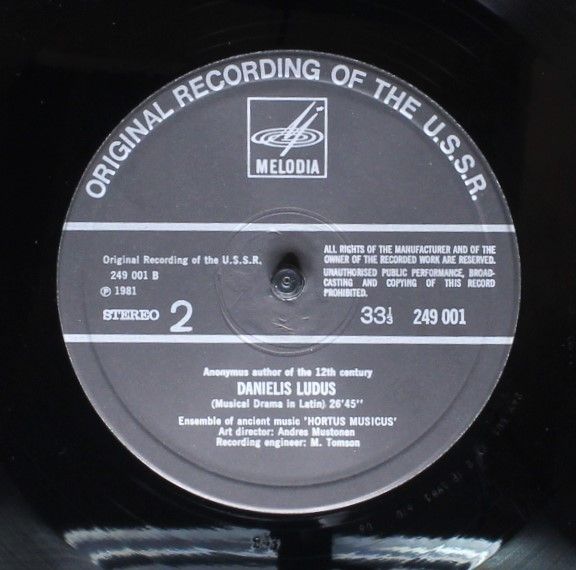 ORIGINAL RECORDING OF THE U.S.S.R.
MELODIA
Original Recording of the U.S.S.R.
249 001 B
Ⓟ 1981
STEREO 2
ALL RIGHTS OF THE MANUFACTURER AND OF THE
OWNER OF THE RECORDED WORK ARE RESERVED.
UNAUTHORISED PUBLIC PERFORMANCE, BROAD-
CASTING AND COPYING OF THIS RECORD
PROHIBITED.
33⅓ 249 001
Anonymus author of the 12th century
DANIELIS LUDUS
(Musical Drama in Latin) 26'45"
Ensemble of ancient music 'HORTUS MUSICUS'
Art director: Andres Mustonen
Recording engineer: M. Tomson